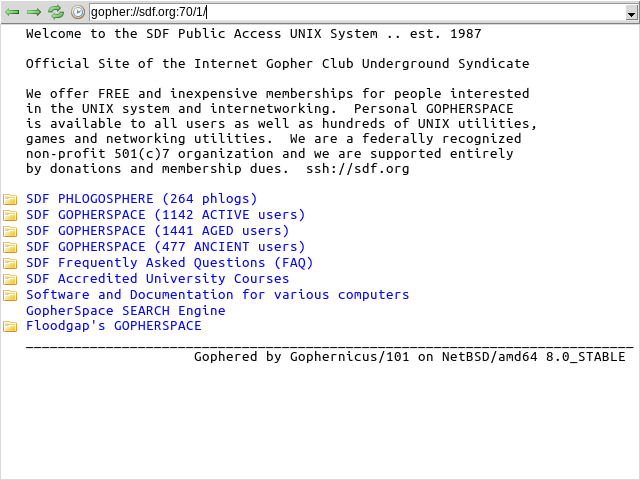 gopher://sdf.org:70/1/
Welcome to the SDF Public Access UNIX System .. est. 1987
Official Site of the Internet Gopher Club Underground Syndicate
We offer FREE and inexpensive memberships for people interested
in the UNIX system and internetworking.  Personal GOPHERSPACE
is available to all users as well as hundreds of UNIX utilities,
games and networking utilities.  We are a federally recognized
non-profit 501(c)7 organization and we are supported entirely
by donations and membership dues.  ssh://sdf.org
SDF PHLOGOSPHERE (264 phlogs)
SDF GOPHERSPACE (1142 ACTIVE users)
SDF GOPHERSPACE (1441 AGED users)
SDF GOPHERSPACE (477 ANCIENT users)
SDF Frequently Asked Questions (FAQ)
SDF Accredited University Courses
Software and Documentation for various computers
GopherSpace SEARCH Engine
Floodgap's GOPHERSPACE
Gophered by Gophernicus/101 on NetBSD/amd64 8.0_STABLE